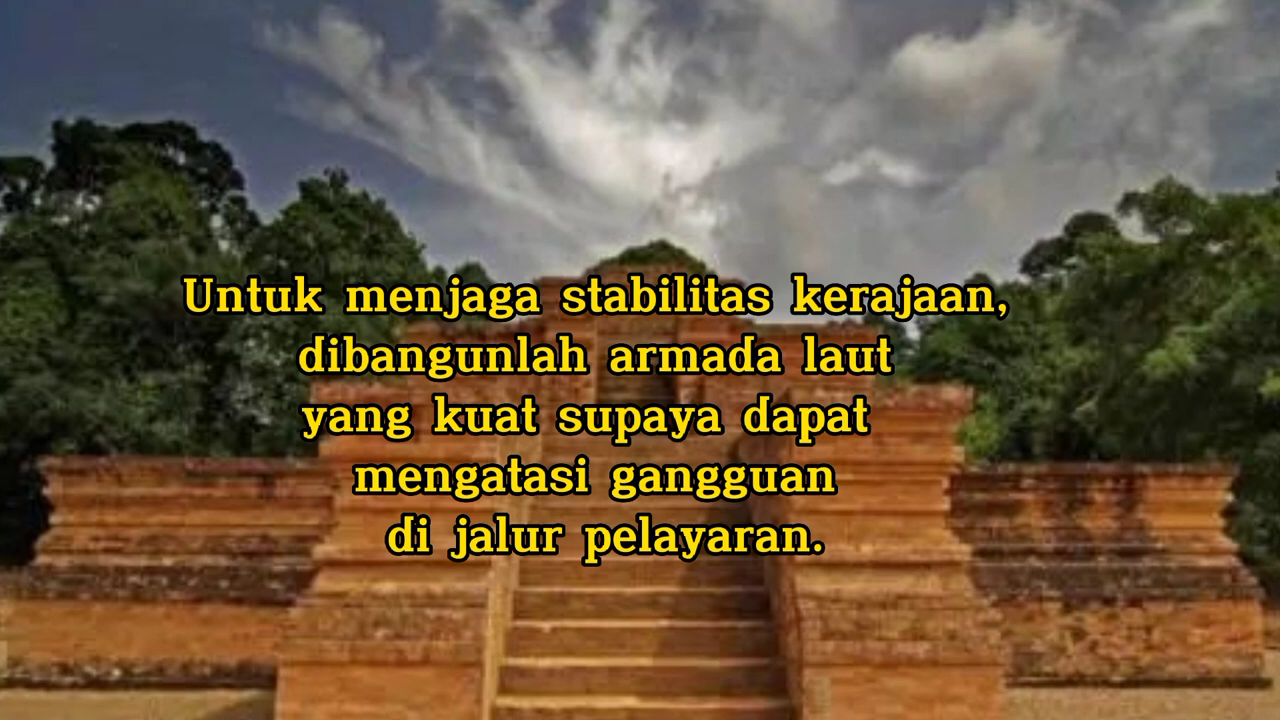 Untuk menjaga stabilitas kerajaan,
dibangunlah armada laut
yang kuat supaya dapat
mengatasi gangguan
di jalur pelayaran.